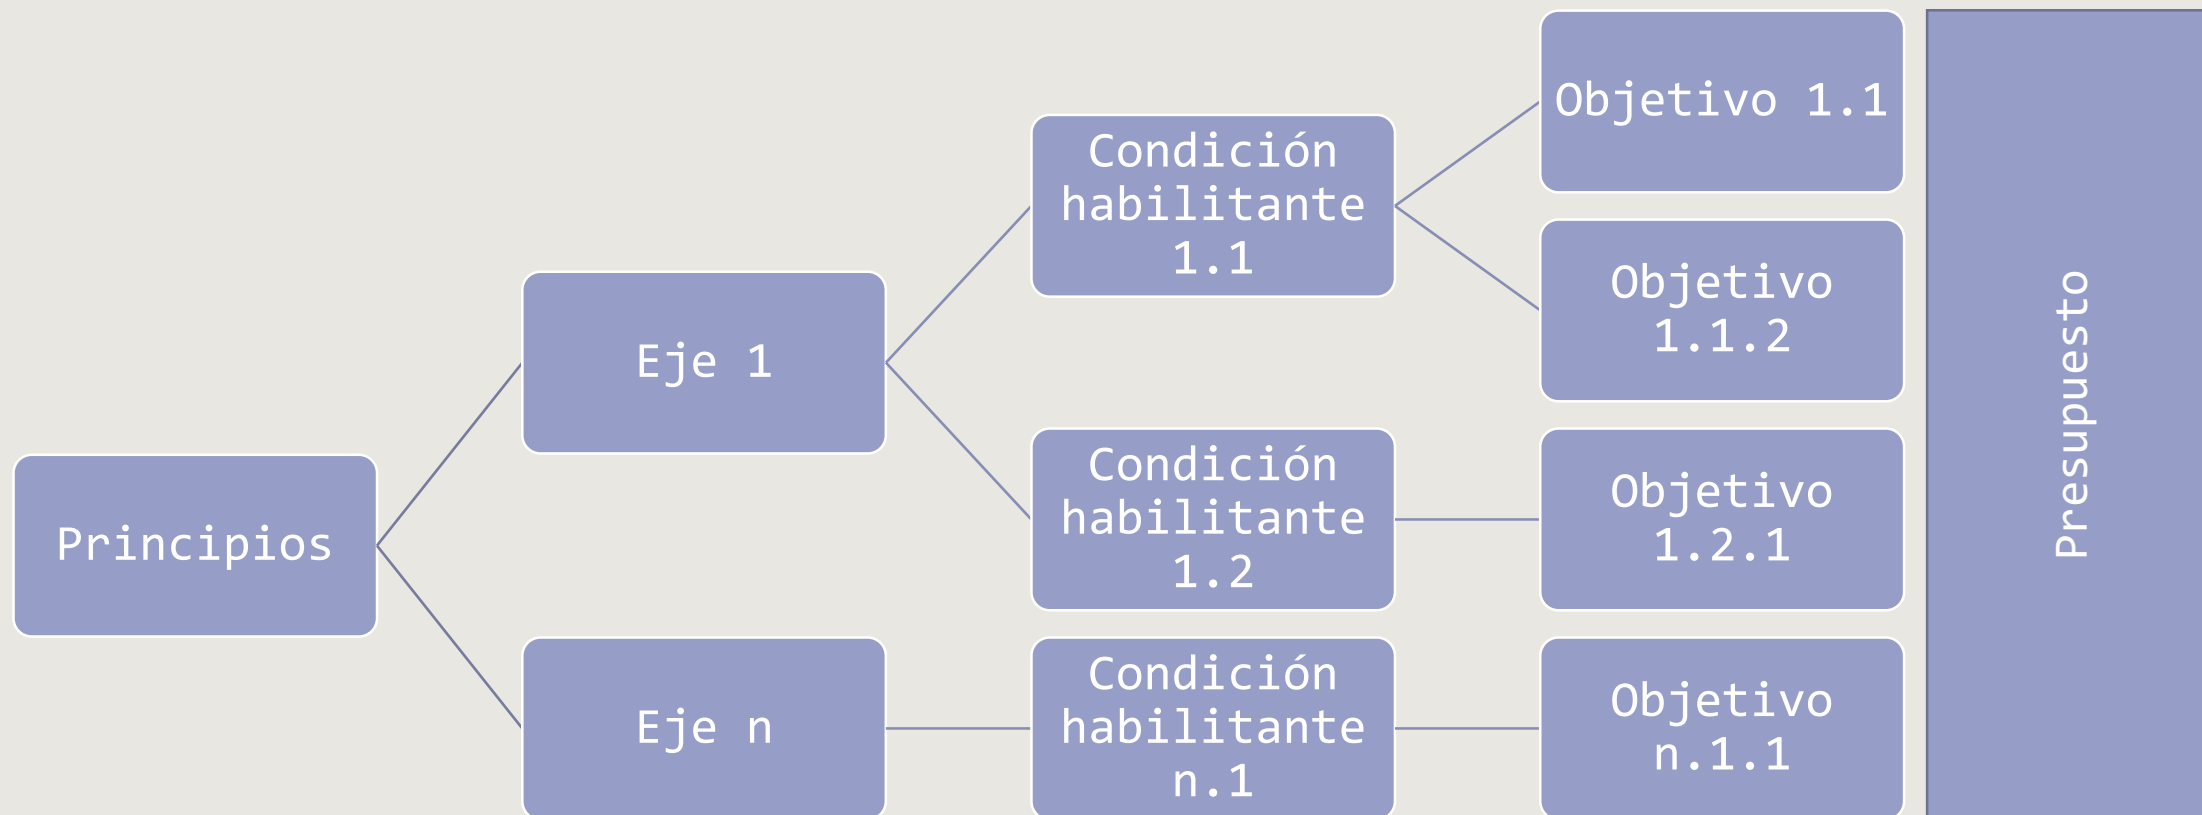 Principios
Eje 1
Condición
habilitante
1.1
Objetivo 1.1
Objetivo
1.1.2
Condición
habilitante
1.2
Objetivo
1.2.1
Eje n
Condición
habilitante
n.1
Objetivo
n.1.1
Presupuesto